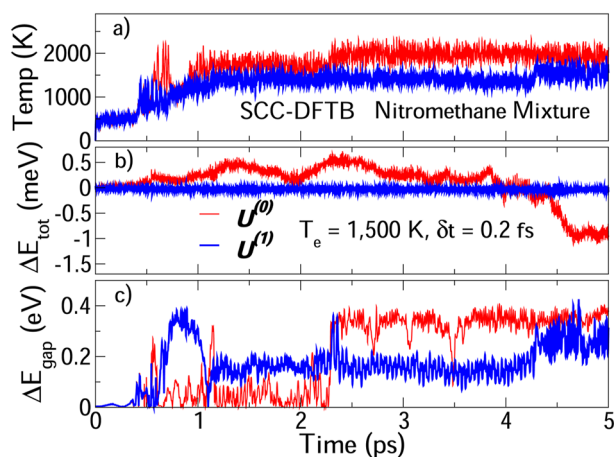 a)
Temp (K)
2000
1000
0
SCC-DFTB Nitromethane Mixture
b)
ΔE_tot (meV)
0.5
0
-0.5
-1
-1.5
U^(0)
U^(1)
T_e = 1,500 K, δt = 0.2 fs
c)
ΔE_gap (eV)
0.4
0.2
0
0 1 2 3 4 5
Time (ps)